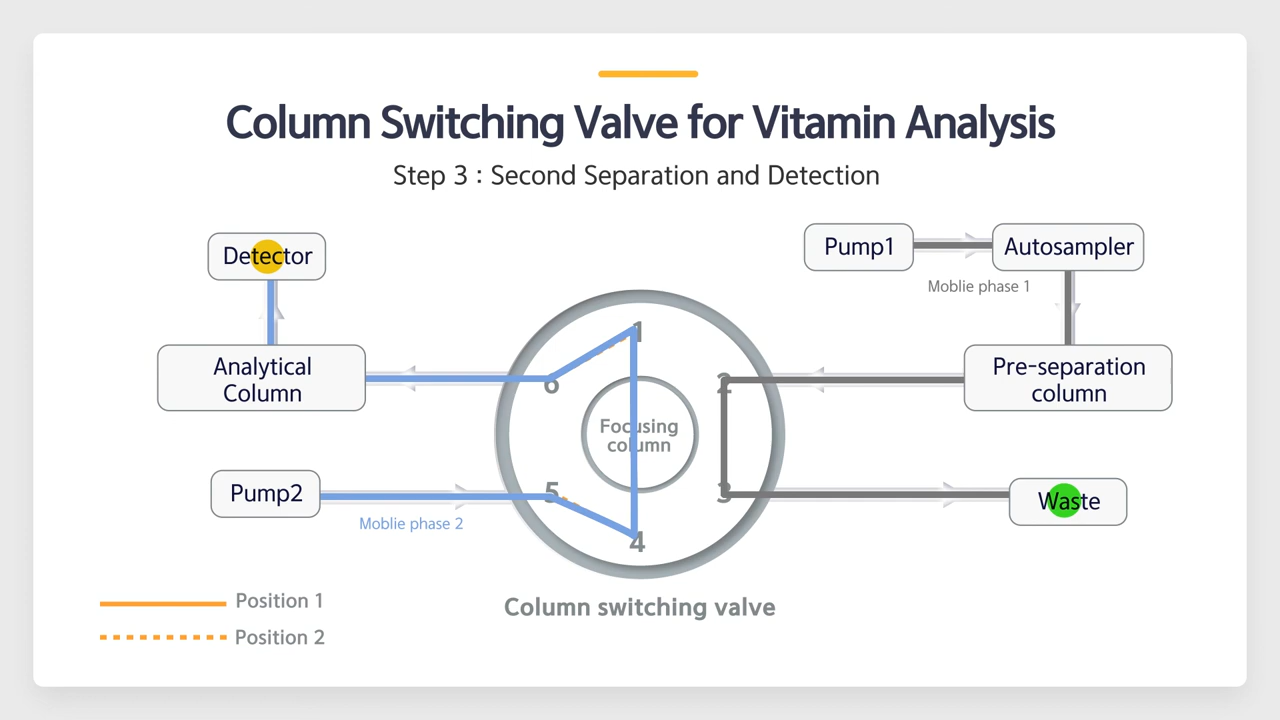 Column Switching Valve for Vitamin Analysis
Step 3 : Second Separation and Detection
Detector
Pump1
Autosampler
Moblie phase 1
1
Analytical
Column
6
2
Pre-separation
column
Focusing
column
Pump2
5
3
Waste
Moblie phase 2
4
Position 1
Column switching valve
Position 2